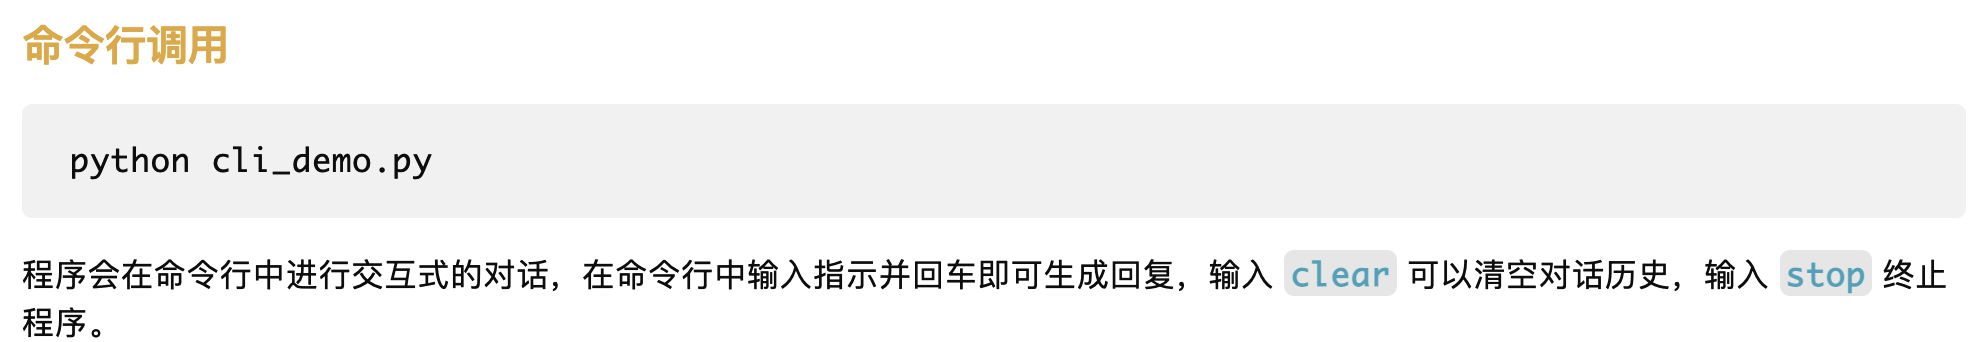 命令行调用
python cli_demo.py
程序会在命令行中进行交互式的对话，在命令行中输入指示并回车即可生成回复，输入 clear 可以清空对话历史，输入 stop 终止
程序。